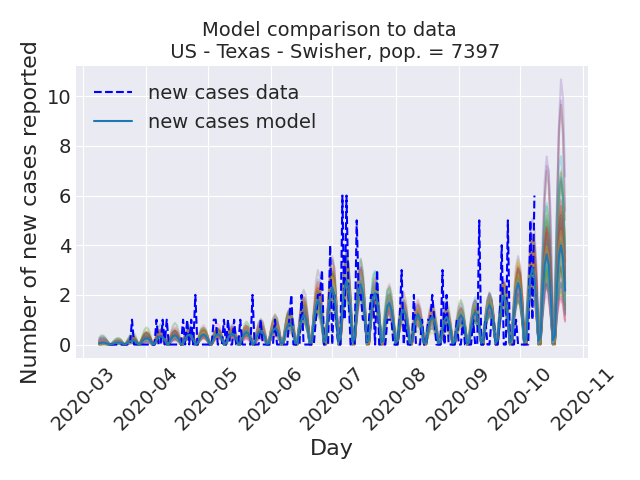 Model comparison to data
US - Texas - Swisher, pop. = 7397
Number of new cases reported
10
8
6
4
2
0
new cases data
new cases model
2020-03
2020-04
2020-05
2020-06
2020-07
2020-08
2020-09
2020-10
2020-11
Day